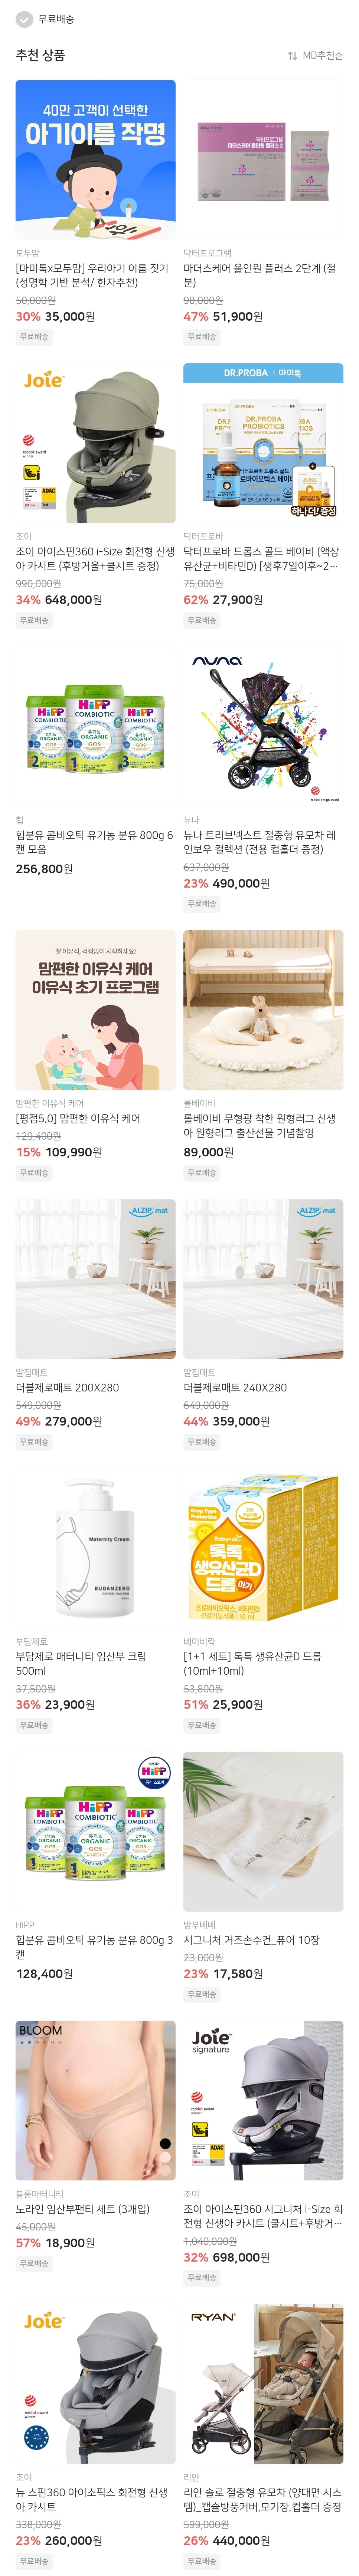 무료배송
추천 상품
MD추천순
40만 고객이 선택한
아기이름 작명
모두맘
[마미톡x모두맘] 우리아기 이름 짓기
(성명학 기반 분석/ 한자추천)
50,000원
30% 35,000원
무료배송
닥터프로그램
마더스케어 올인원 플러스 2단계 (철
분)
98,000원
47% 51,900원
무료배송
Joie
reddot award
ADAC
조이
조이 아이스핀360 i-Size 회전형 신생
아 카시트 (후방거울+쿨시트 증정)
990,000원
34% 648,000원
무료배송
DR.PROBA × 마미톡
DR.PROBA
PROBIOTICS
하나 더! 증정
닥터프로바
닥터프로바 드롭스 골드 베이비 (액상
유산균+비타민D) [생후7일이후~2…
75,000원
62% 27,900원
무료배송
HiPP
COMBIOTIC
유기농
ORGANIC
GOS
2
1
3
힙
힙분유 콤비오틱 유기농 분유 800g 6
캔 모음
256,800원
nuna
reddot design award
뉴나
뉴나 트리브넥스트 절충형 유모차 레
인보우 컬렉션 (전용 컵홀더 증정)
637,000원
23% 490,000원
무료배송
첫 이유식, 걱정없이 시작하세요!
맘편한 이유식 케어
이유식 초기 프로그램
맘편한 이유식 케어
[평점5.0] 맘편한 이유식 케어
129,400원
15% 109,990원
무료배송
롤베이비
롤베이비 무형광 착한 원형러그 신생
아 원형러그 출산선물 기념촬영
89,000원
무료배송
ALZIP mat
알집매트
더블제로매트 200X280
549,000원
49% 279,000원
무료배송
ALZIP mat
알집매트
더블제로매트 240X280
649,000원
44% 359,000원
무료배송
Maternity Cream
BUDAMZERO
부담제로
부담제로 매터니티 임산부 크림
500ml
37,500원
36% 23,900원
무료배송
Drop Type
Babyrox
톡톡
생유산균D
드롭
아기
프로바이오틱스, 비타민D
건강기능식품 | 10 ml
베이비락
[1+1 세트] 톡톡 생유산균D 드롭
(10ml+10ml)
53,800원
51% 25,900원
무료배송
HiPP
HiPP
COMBIOTIC
유기농
ORGANIC
GOS
1
HiPP
힙분유 콤비오틱 유기농 분유 800g 3
캔
128,400원
밤부베베
시그니처 거즈손수건_퓨어 10장
23,000원
23% 17,580원
무료배송
BLOOM
블룸마터니티
노라인 임산부팬티 세트 (3개입)
45,000원
57% 18,900원
무료배송
Joie
signature
reddot award
ADAC
조이
조이 아이스핀360 시그니처 i-Size 회
전형 신생아 카시트 (쿨시트+후방거…
1,040,000원
32% 698,000원
무료배송
Joie
reddot award
조이
뉴 스핀360 아이소픽스 회전형 신생
아 카시트
338,000원
23% 260,000원
무료배송
RYAN
리안
리안 솔로 절충형 유모차 (양대면 시스
템)_캡슐방풍커버,모기장,컵홀더 증정
599,000원
26% 440,000원
무료배송